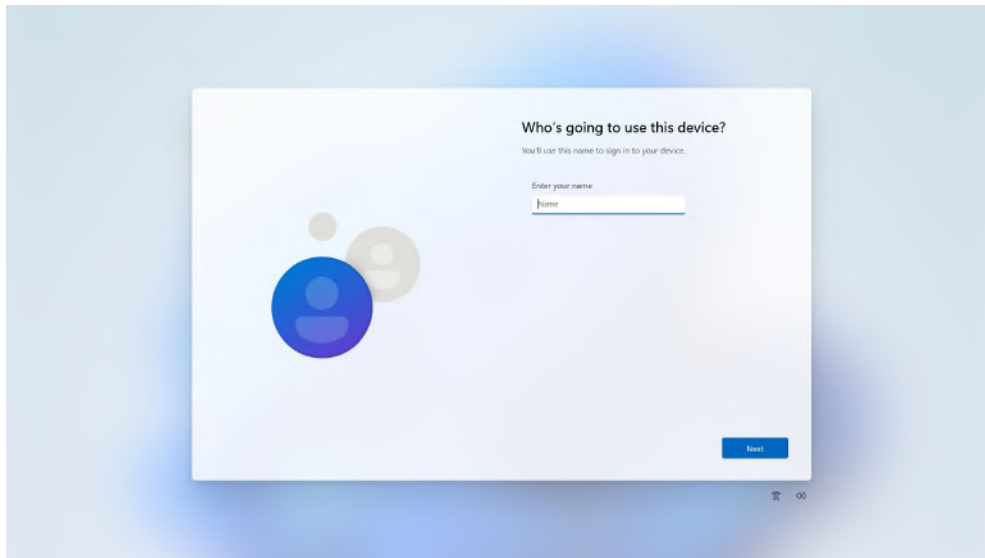 Who's going to use this device?
You'll use this name to sign in to your device.
Enter your name
Name
Next